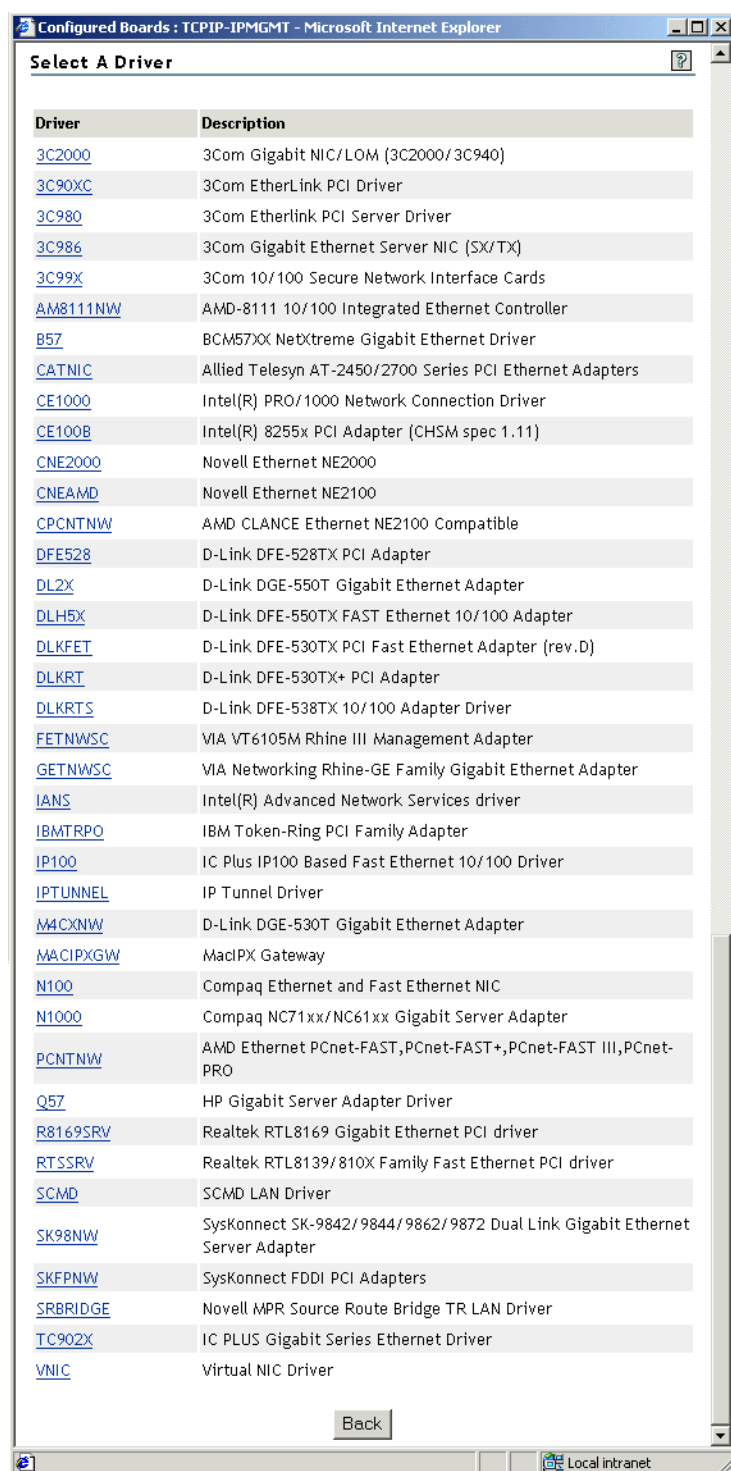 Configured Boards : TCPIP-IPMGMT - Microsoft Internet Explorer
Select A Driver ?
Driver Description
3C2000 3Com Gigabit NIC/LOM (3C2000/3C940)
3C90XC 3Com EtherLink PCI Driver
3C980 3Com Etherlink PCI Server Driver
3C986 3Com Gigabit Ethernet Server NIC (SX/TX)
3C99X 3Com 10/100 Secure Network Interface Cards
AM8111NW AMD-8111 10/100 Integrated Ethernet Controller
B57 BCM57XX NetXtreme Gigabit Ethernet Driver
CATNIC Allied Telesyn AT-2450/2700 Series PCI Ethernet Adapters
CE1000 Intel(R) PRO/1000 Network Connection Driver
CE100B Intel(R) 8255x PCI Adapter (CHSM spec 1.11)
CNE2000 Novell Ethernet NE2000
CNEAMD Novell Ethernet NE2100
CPCNTNW AMD CLANCE Ethernet NE2100 Compatible
DFE528 D-Link DFE-528TX PCI Adapter
DL2X D-Link DGE-550T Gigabit Ethernet Adapter
DLH5X D-Link DFE-550TX FAST Ethernet 10/100 Adapter
DLKFET D-Link DFE-530TX PCI Fast Ethernet Adapter (rev.D)
DLKRT D-Link DFE-530TX+ PCI Adapter
DLKRTS D-Link DFE-538TX 10/100 Adapter Driver
FETNWSC VIA VT6105M Rhine III Management Adapter
GETNWSC VIA Networking Rhine-GE Family Gigabit Ethernet Adapter
IANS Intel(R) Advanced Network Services driver
IBMTRPO IBM Token-Ring PCI Family Adapter
IP100 IC Plus IP100 Based Fast Ethernet 10/100 Driver
IPTUNNEL IP Tunnel Driver
M4CXNW D-Link DGE-530T Gigabit Ethernet Adapter
MACIPXGW MacIPX Gateway
N100 Compaq Ethernet and Fast Ethernet NIC
N1000 Compaq NC71xx/NC61xx Gigabit Server Adapter
PCNTNW AMD Ethernet PCnet-FAST,PCnet-FAST+,PCnet-FAST III,PCnet-
PRO
Q57 HP Gigabit Server Adapter Driver
R8169SRV Realtek RTL8169 Gigabit Ethernet PCI driver
RTSSRV Realtek RTL8139/810X Family Fast Ethernet PCI driver
SCMD SCMD LAN Driver
SK98NW SysKonnect SK-9842/9844/9862/9872 Dual Link Gigabit Ethernet
Server Adapter
SKFPNW SysKonnect FDDI PCI Adapters
SRBRIDGE Novell MPR Source Route Bridge TR LAN Driver
TC902X IC PLUS Gigabit Series Ethernet Driver
VNIC Virtual NIC Driver
Back
Local intranet